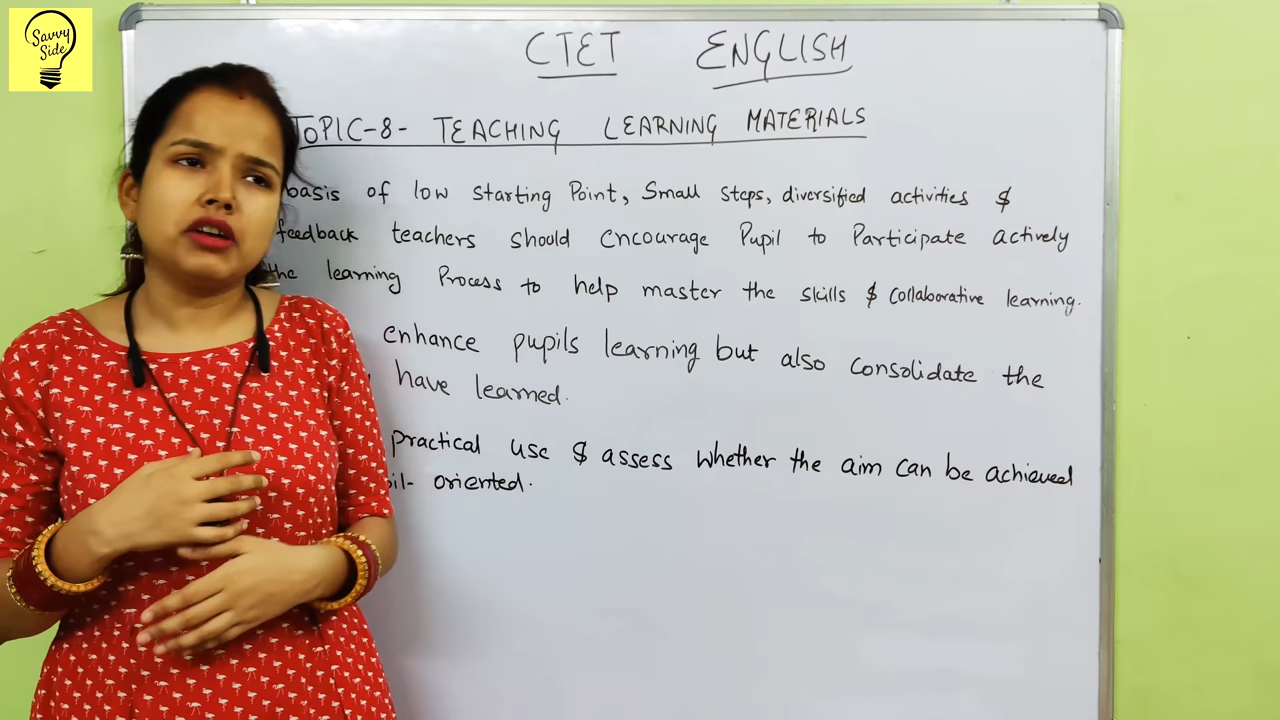 Savvy
Side
CTET ENGLISH
TOPIC-8- TEACHING LEARNING MATERIALS
basis of low starting Point, Small steps, diversified activities &
feedback teachers should encourage Pupil to Participate actively
the learning Process to help master the skills & collaborative learning.
enhance pupils learning but also consolidate the
have learned.
practical use & assess whether the aim can be achieved
oriented.